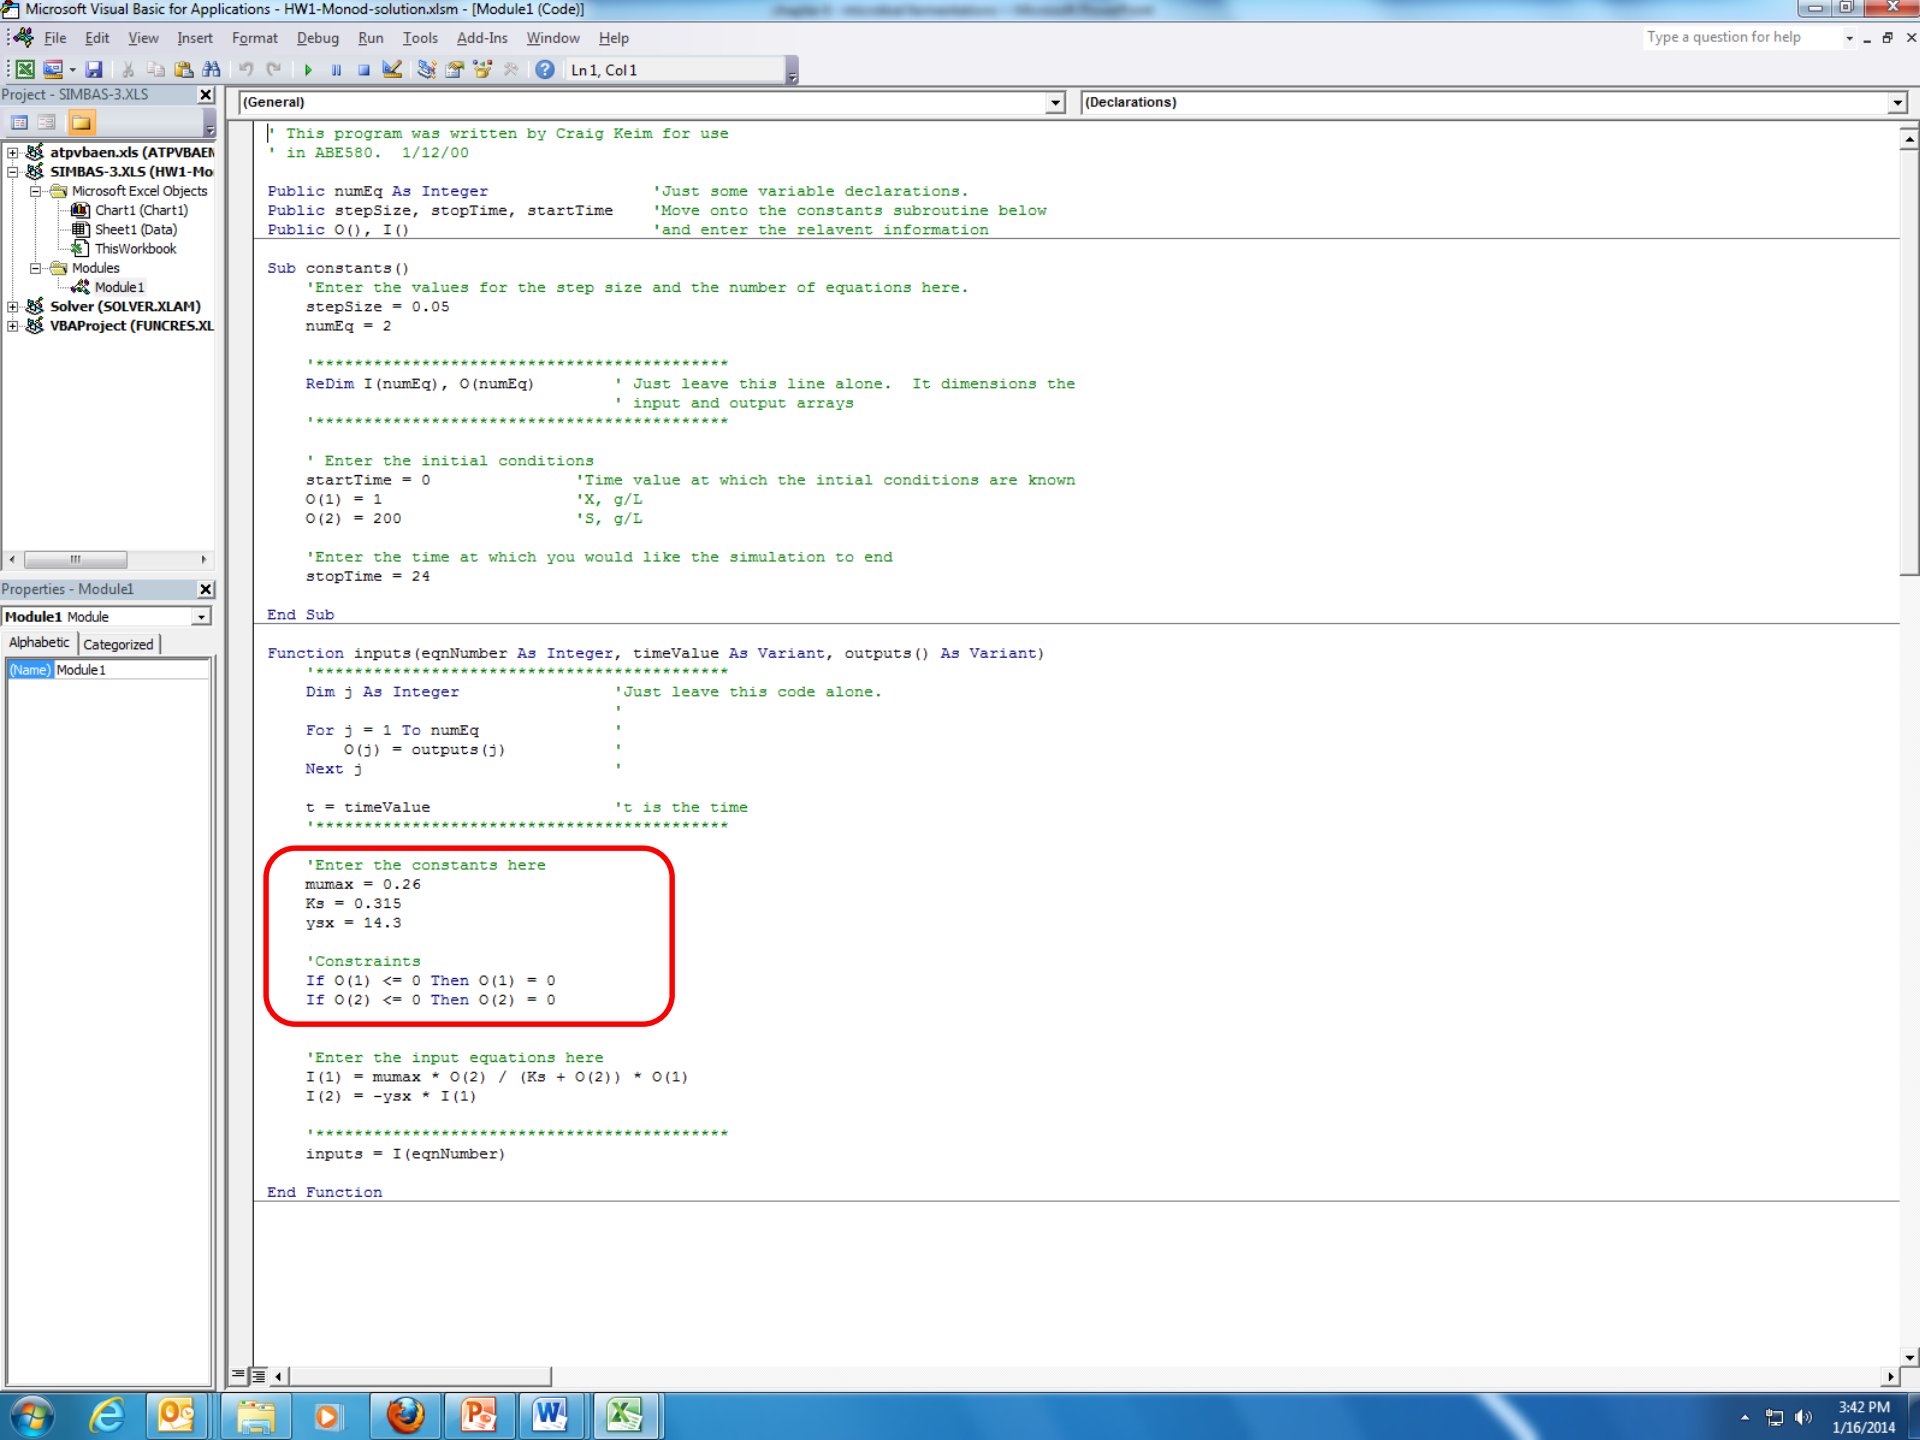 Microsoft Visual Basic for Applications - HW1-Monod-solution.xlsm - [Module1 (Code)]
File Edit View Insert Format Debug Run Tools Add-Ins Window Help
Type a question for help
Ln 1, Col 1
Project - SIMBAS-3.XLS
atpvbaen.xls (ATPVBAEN
SIMBAS-3.XLS (HW1-Mo
Microsoft Excel Objects
Chart1 (Chart1)
Sheet1 (Data)
ThisWorkbook
Modules
Module1
Solver (SOLVER.XLAM)
VBAProject (FUNCRES.XL
Properties - Module1
Module1 Module
Alphabetic Categorized
(Name) Module1
(General) (Declarations)
' This program was written by Craig Keim for use
' in ABE580.  1/12/00
Public numEq As Integer 'Just some variable declarations.
Public stepSize, stopTime, startTime 'Move onto the constants subroutine below
Public O(), I() 'and enter the relavent information
Sub constants()
'Enter the values for the step size and the number of equations here.
stepSize = 0.05
numEq = 2
'*******************************************
ReDim I(numEq), O(numEq) ' Just leave this line alone.  It dimensions the
' input and output arrays
'*******************************************
' Enter the initial conditions
startTime = 0 'Time value at which the intial conditions are known
O(1) = 1 'X, g/L
O(2) = 200 'S, g/L
'Enter the time at which you would like the simulation to end
stopTime = 24
End Sub
Function inputs(eqnNumber As Integer, timeValue As Variant, outputs() As Variant)
'*******************************************
Dim j As Integer 'Just leave this code alone.
'
For j = 1 To numEq '
O(j) = outputs(j) '
Next j '
t = timeValue 't is the time
'*******************************************
'Enter the constants here
mumax = 0.26
Ks = 0.315
ysx = 14.3
'Constraints
If O(1) <= 0 Then O(1) = 0
If O(2) <= 0 Then O(2) = 0
'Enter the input equations here
I(1) = mumax * O(2) / (Ks + O(2)) * O(1)
I(2) = -ysx * I(1)
'*******************************************
inputs = I(eqnNumber)
End Function
3:42 PM
1/16/2014